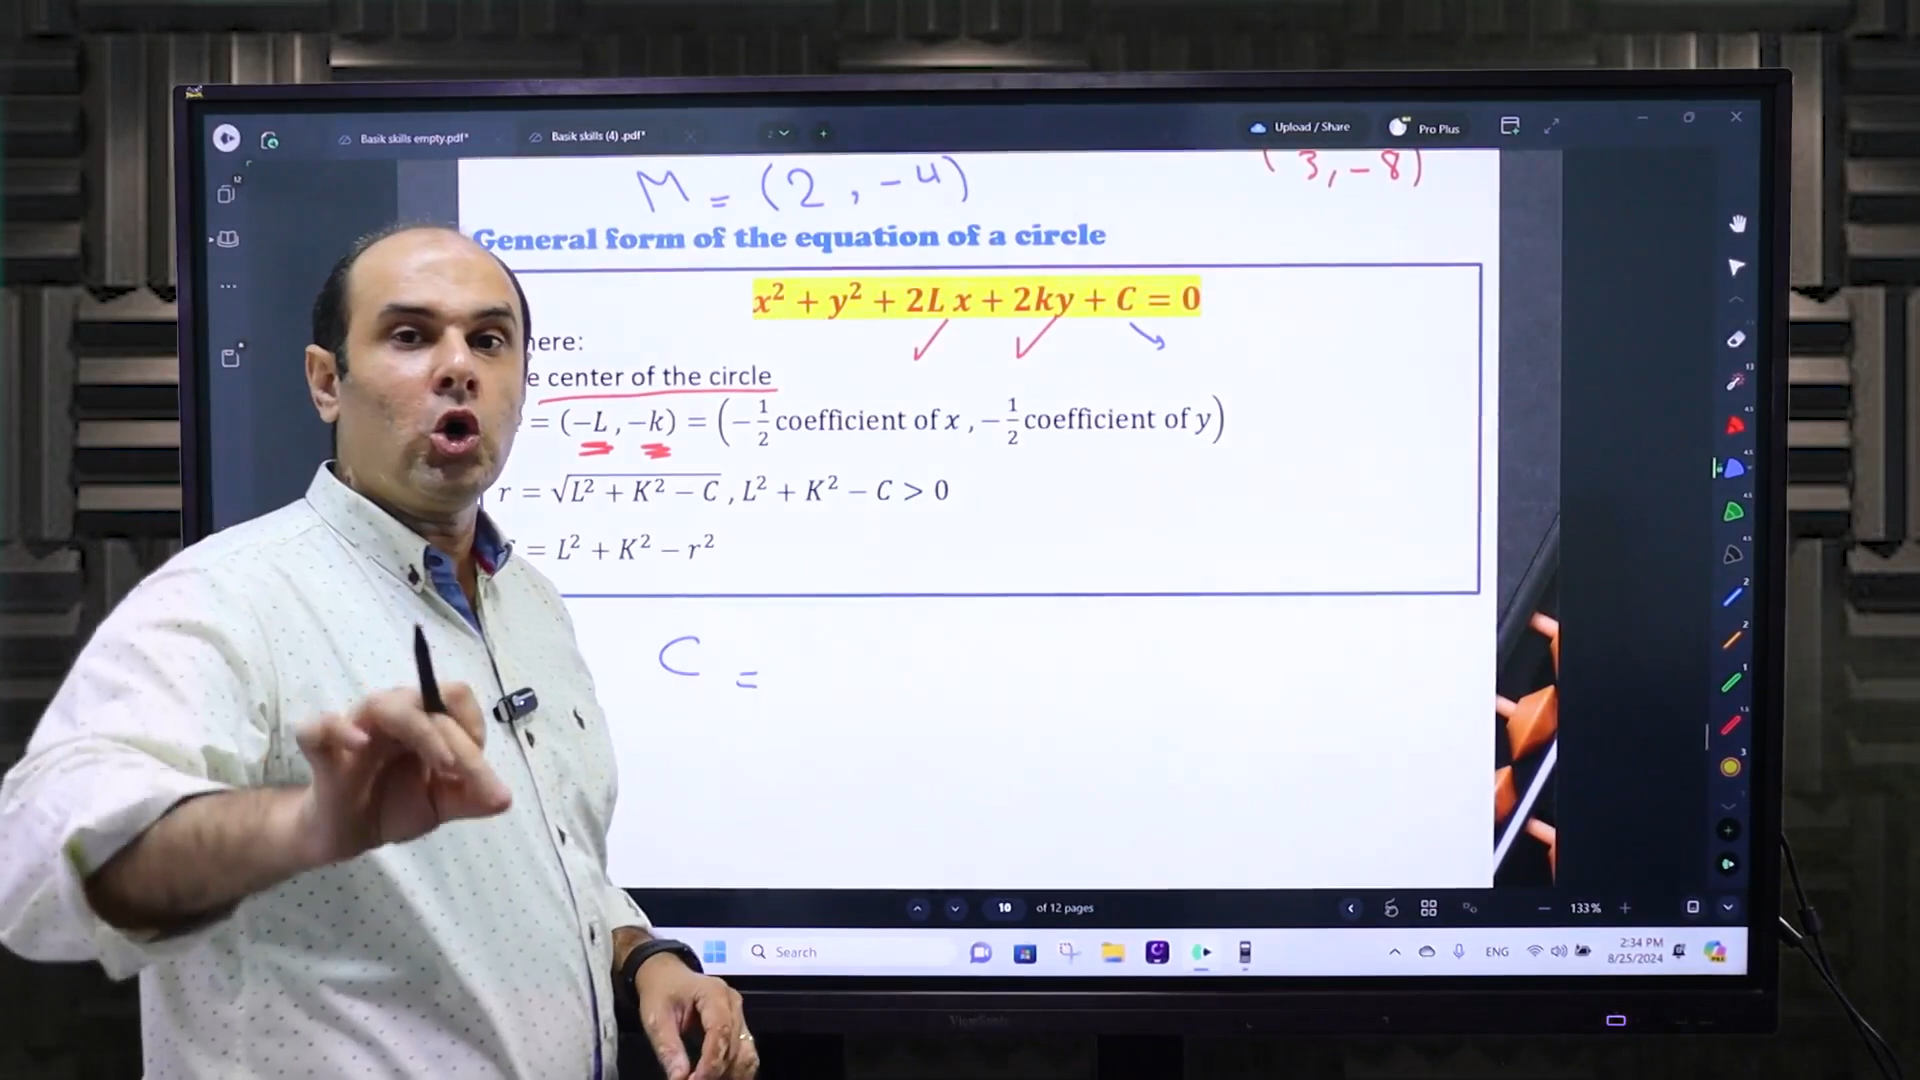 Basik skills empty.pdf*
Basik skills (4) .pdf*
2
+
Upload / Share
Pro Plus
12
M = (2, -4)
(3, -8)
General form of the equation of a circle
x² + y² + 2L x + 2ky + C = 0
here:
e center of the circle
= (-L, -k) = (-1/2 coefficient of x , -1/2 coefficient of y)
r = √(L² + K² − C) , L² + K² − C > 0
= L² + K² − r²
C =
10 of 12 pages
133%
Search
ENG
2:34 PM
8/25/2024
ViewSonic